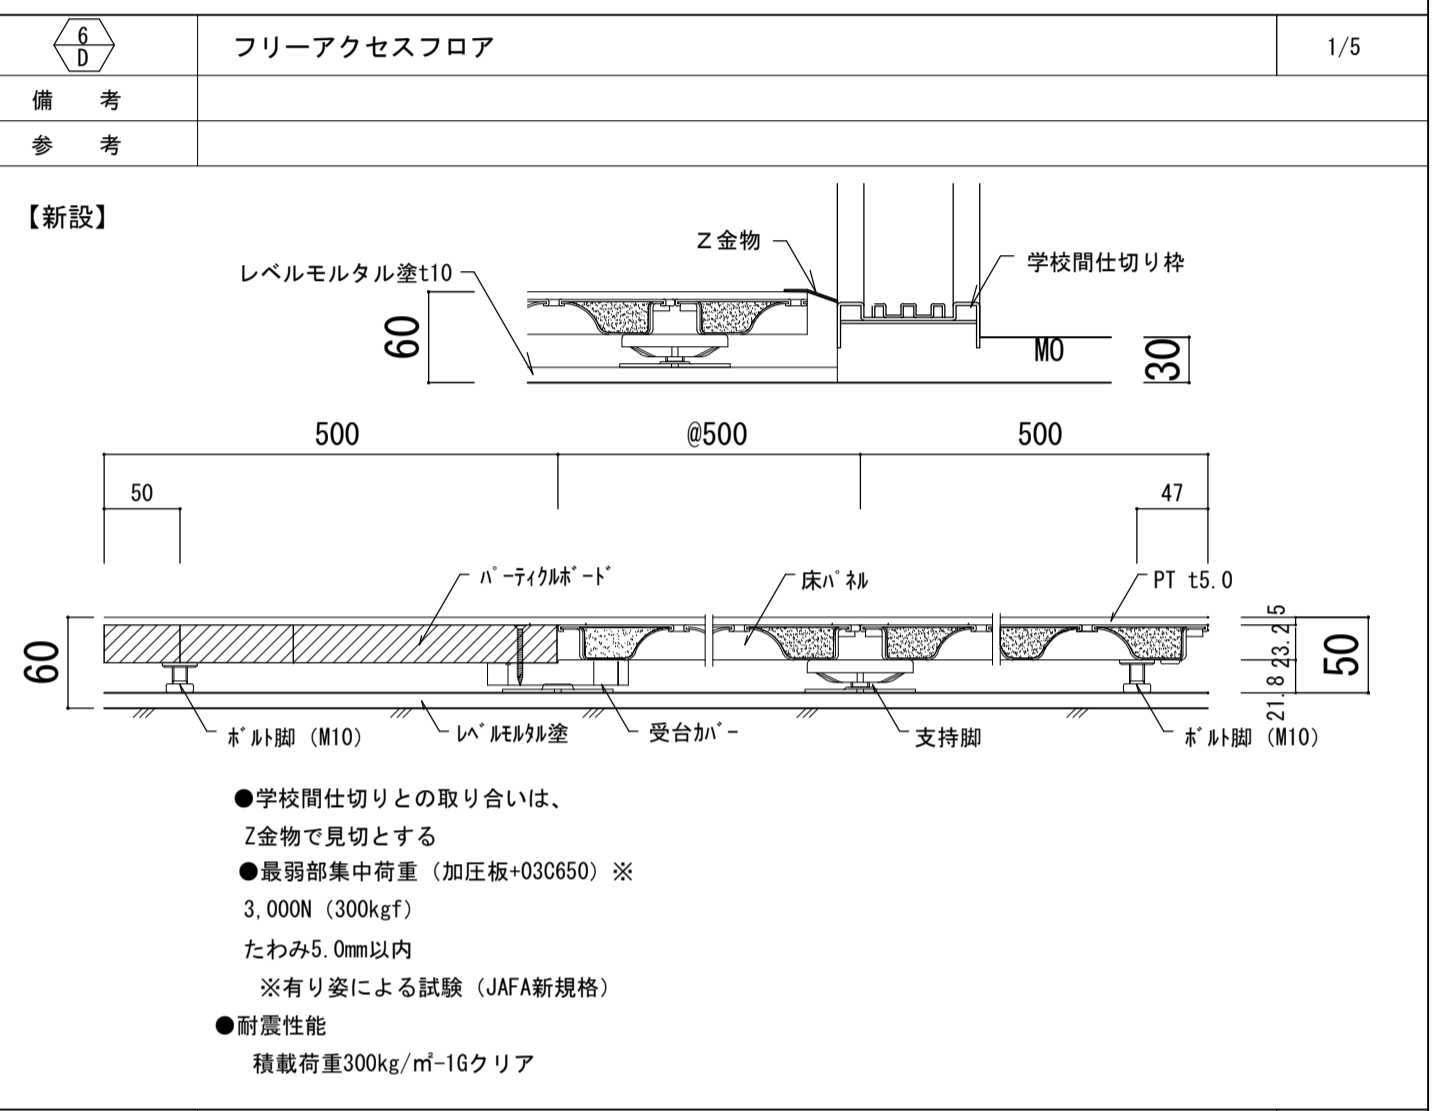 6
D
フリーアクセスフロア
1/5
備 考
参 考
【新設】
Z金物
学校間仕切り枠
レベルモルタル塗t10
60
MO
30
500
@500
500
50
47
ﾊﾟｰﾃｨｸﾙﾎﾞｰﾄﾞ
床ﾊﾟﾈﾙ
PT t5.0
60
5
23.2
21.8
50
ﾎﾞﾙﾄ脚（M10）
ﾚﾍﾞﾙﾓﾙﾀﾙ塗
受台ｶﾊﾞｰ
支持脚
ﾎﾞﾙﾄ脚（M10）
●学校間仕切りとの取り合いは、
Z金物で見切とする
●最弱部集中荷重（加圧板+03C650）※
3,000N（300kgf）
たわみ5.0mm以内
※有り姿による試験（JAFA新規格）
●耐震性能
積載荷重300kg/㎡-1Gクリア